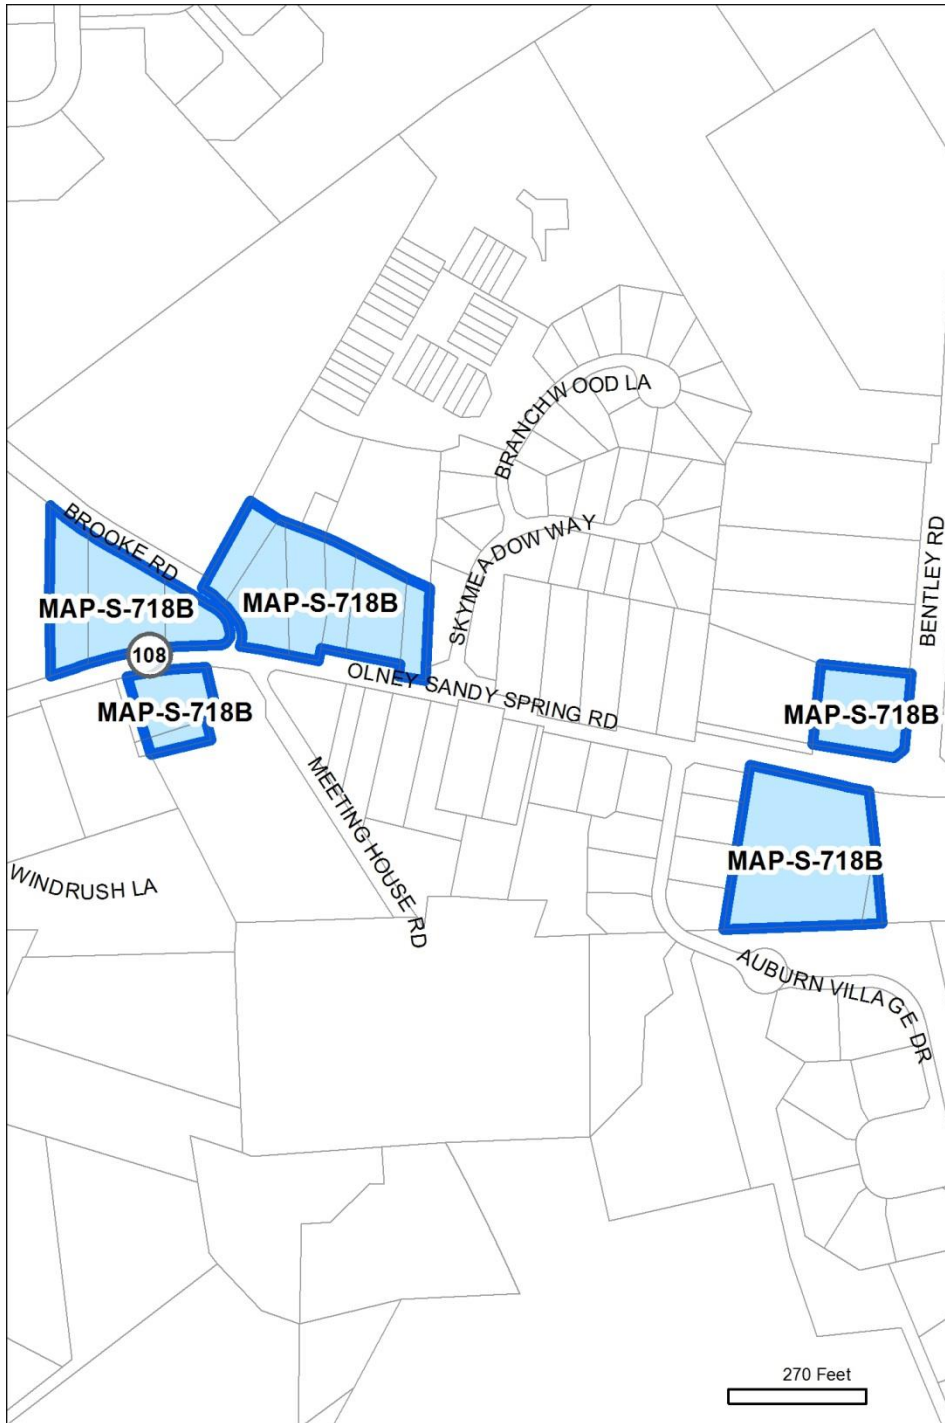 BRANCHWOOD LA
BROOKE RD
SKYMEADOW WAY
BENTLEY RD
MAP-S-718B
MAP-S-718B
108
OLNEY SANDY SPRING RD
MAP-S-718B
MAP-S-718B
MEETING HOUSE RD
MAP-S-718B
WINDRUSH LA
AUBURN VILLAGE DR
270 Feet